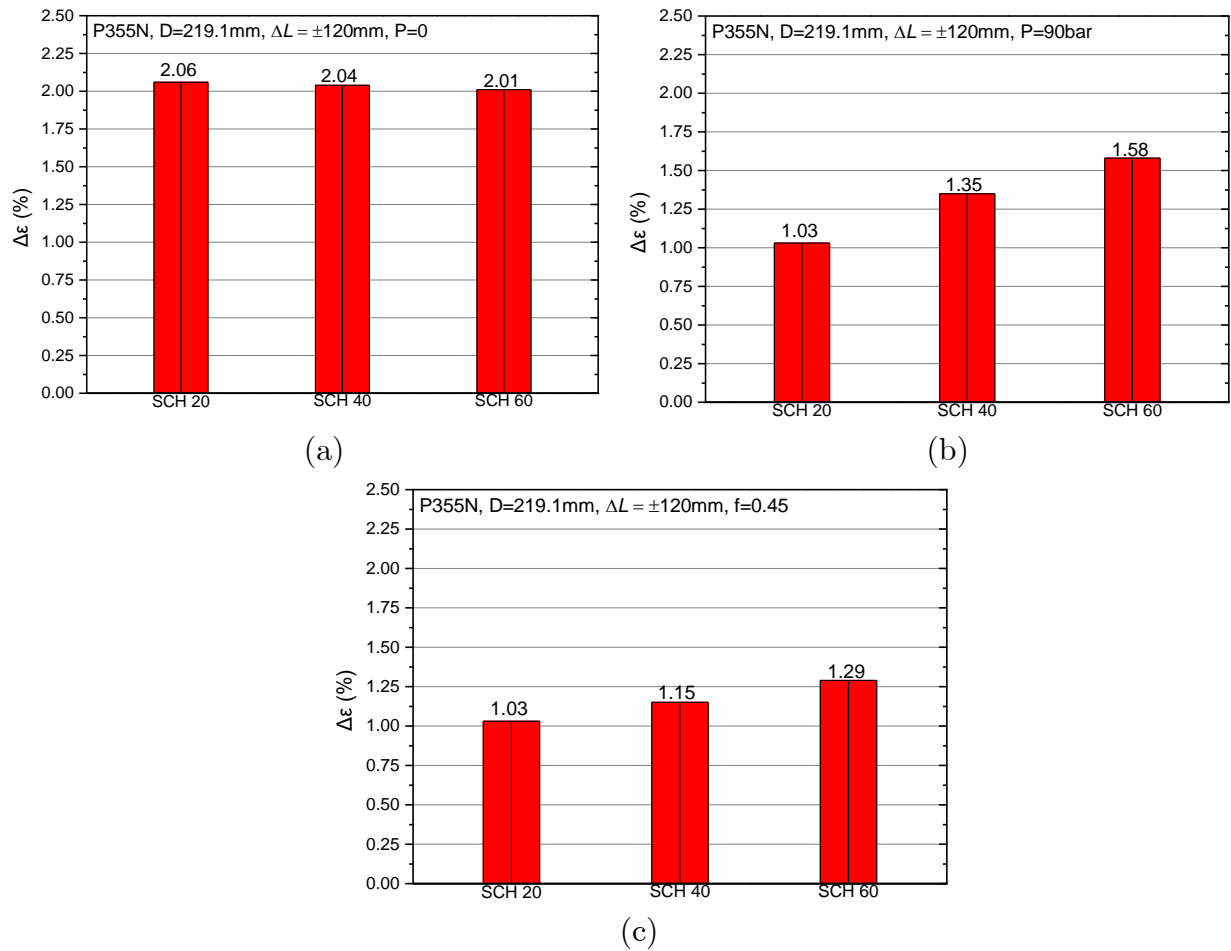 P355N, D=219.1mm, ΔL = ±120mm, P=0
2.50
2.25
2.00
1.75
1.50
1.25
1.00
0.75
0.50
0.25
0.00
Δε (%)
2.06
2.04
2.01
SCH 20
SCH 40
SCH 60
(a)
P355N, D=219.1mm, ΔL = ±120mm, P=90bar
2.50
2.25
2.00
1.75
1.50
1.25
1.00
0.75
0.50
0.25
0.00
Δε (%)
1.03
1.35
1.58
SCH 20
SCH 40
SCH 60
(b)
P355N, D=219.1mm, ΔL = ±120mm, f=0.45
2.50
2.25
2.00
1.75
1.50
1.25
1.00
0.75
0.50
0.25
0.00
Δε (%)
1.03
1.15
1.29
SCH 20
SCH 40
SCH 60
(c)